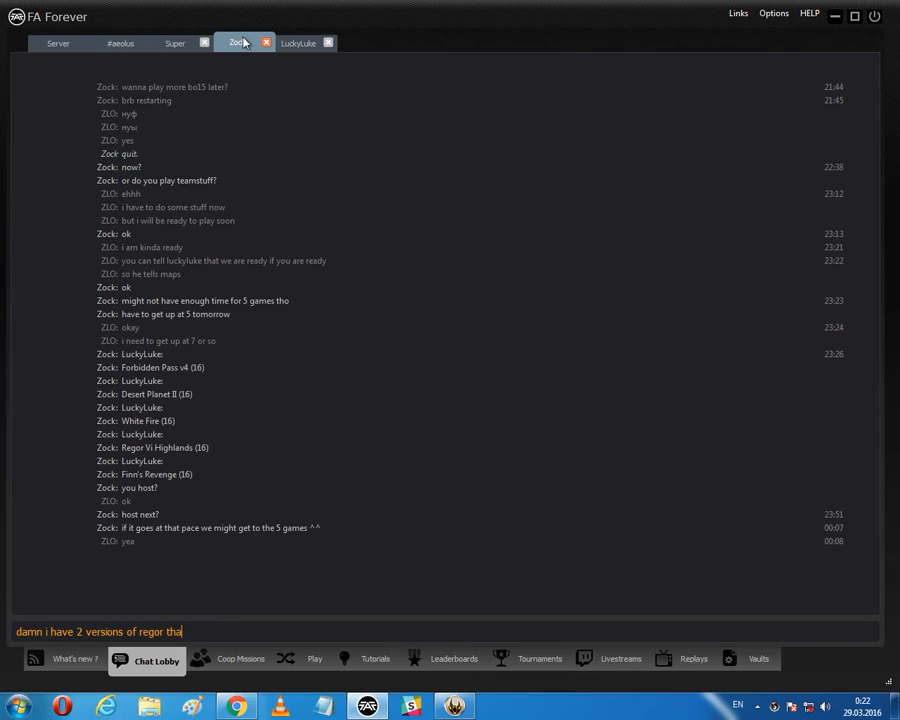 FA Forever
Links Options HELP
Server #aeolus Super Zock LuckyLuke
Zock: wanna play more bo15 later? 21:44
Zock: brb restarting 21:45
ZLO: нуф
ZLO: нуы
ZLO: yes
Zock quit.
Zock: now? 22:38
Zock: or do you play teamstuff?
ZLO: ehhh 23:12
ZLO: i have to do some stuff now
ZLO: but i will be ready to play soon
Zock: ok 23:13
ZLO: i am kinda ready 23:21
ZLO: you can tell luckyluke that we are ready if you are ready 23:22
ZLO: so he tells maps
Zock: ok
Zock: might not have enough time for 5 games tho 23:23
Zock: have to get up at 5 tomorrow
ZLO: okay 23:24
ZLO: i need to get up at 7 or so
Zock: LuckyLuke: 23:26
Zock: Forbidden Pass v4 (16)
Zock: LuckyLuke:
Zock: Desert Planet II (16)
Zock: LuckyLuke:
Zock: White Fire (16)
Zock: LuckyLuke:
Zock: Regor Vi Highlands (16)
Zock: LuckyLuke:
Zock: Finn's Revenge (16)
Zock: you host?
ZLO: ok
Zock: host next? 23:51
Zock: if it goes at that pace we might get to the 5 games ^^ 00:07
ZLO: yea 00:08
damn i have 2 versions of regor tha
What's new ? Chat Lobby Coop Missions Play Tutorials Leaderboards Tournaments Livestreams Replays Vaults
EN 0:22
29.03.2016